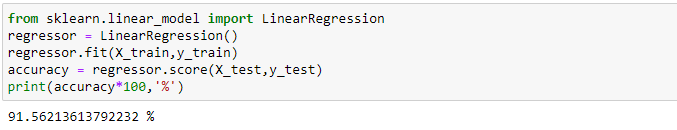 from sklearn.linear_model import LinearRegression
regressor = LinearRegression()
regressor.fit(X_train,y_train)
accuracy = regressor.score(X_test,y_test)
print(accuracy*100,'%')
91.56213613792232 %